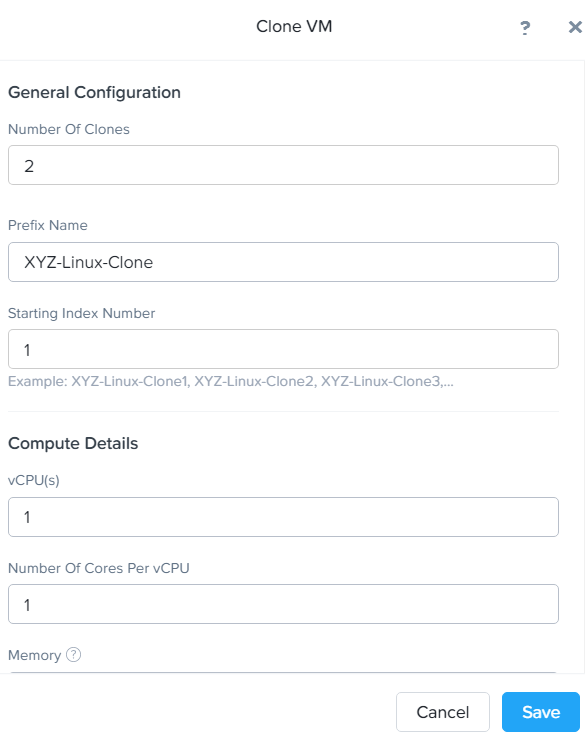 Clone VM
?
General Configuration
Number Of Clones
2
Prefix Name
XYZ-Linux-Clone
Starting Index Number
1
Example: XYZ-Linux-Clone1, XYZ-Linux-Clone2, XYZ-Linux-Clone3,...
Compute Details
vCPU(s)
1
Number Of Cores Per vCPU
1
Memory ?
Cancel Save